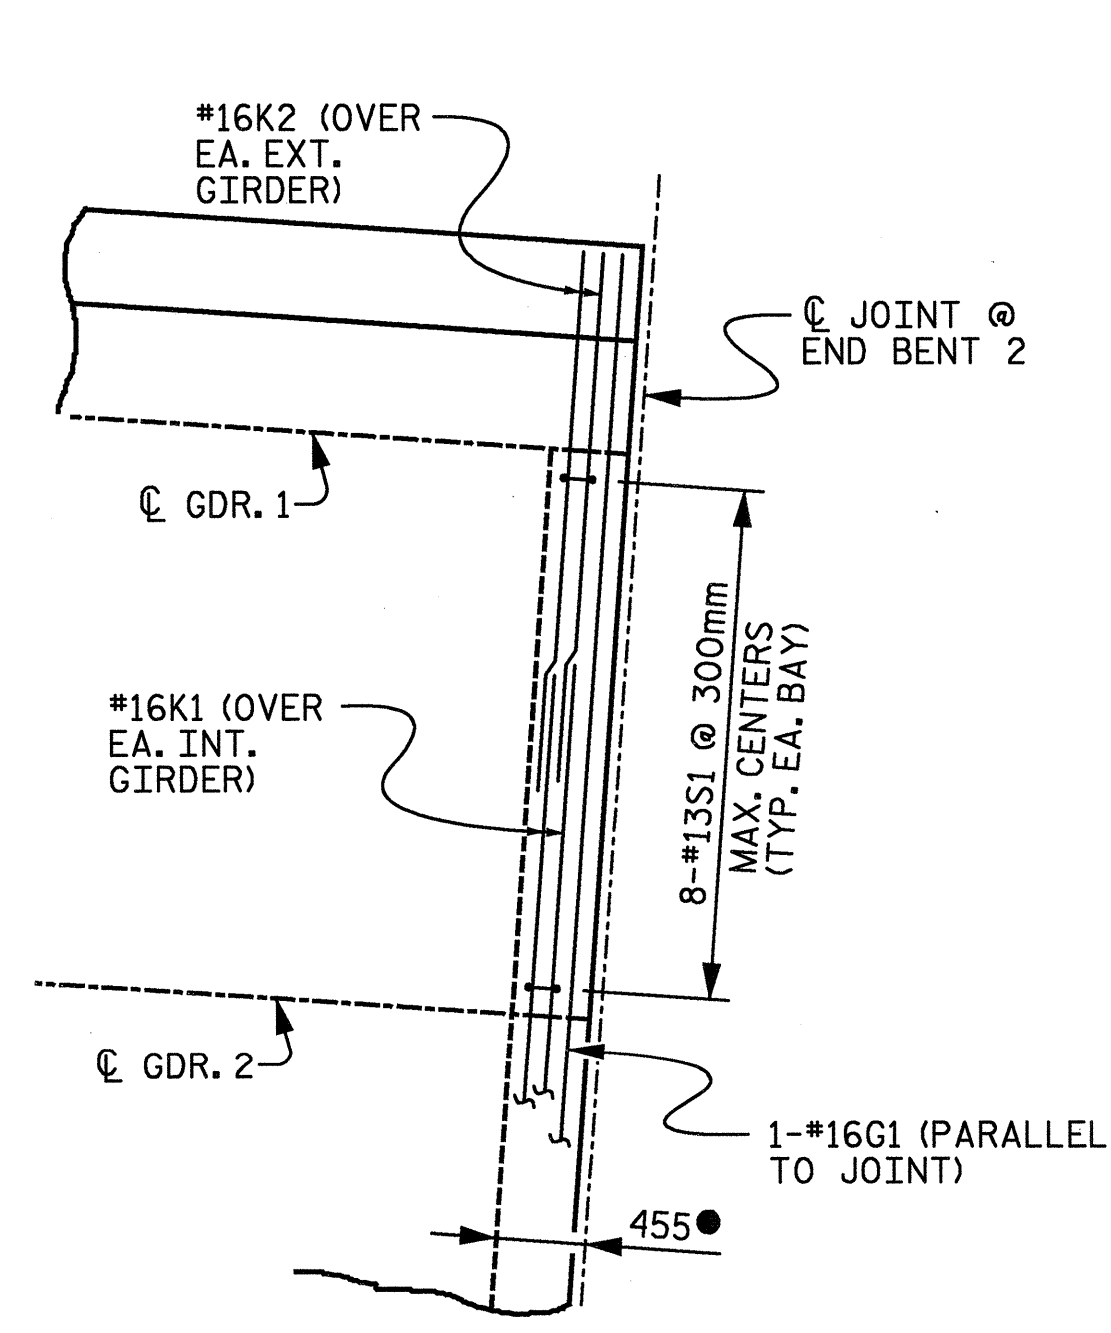 #16K2 (OVER
EA. EXT.
GIRDER)
℄ JOINT @
END BENT 2
℄ GDR. 1
8-#13S1 @ 300mm
MAX. CENTERS
(TYP. EA. BAY)
#16K1 (OVER
EA. INT.
GIRDER)
℄ GDR. 2
1-#16G1 (PARALLEL
TO JOINT)
455●